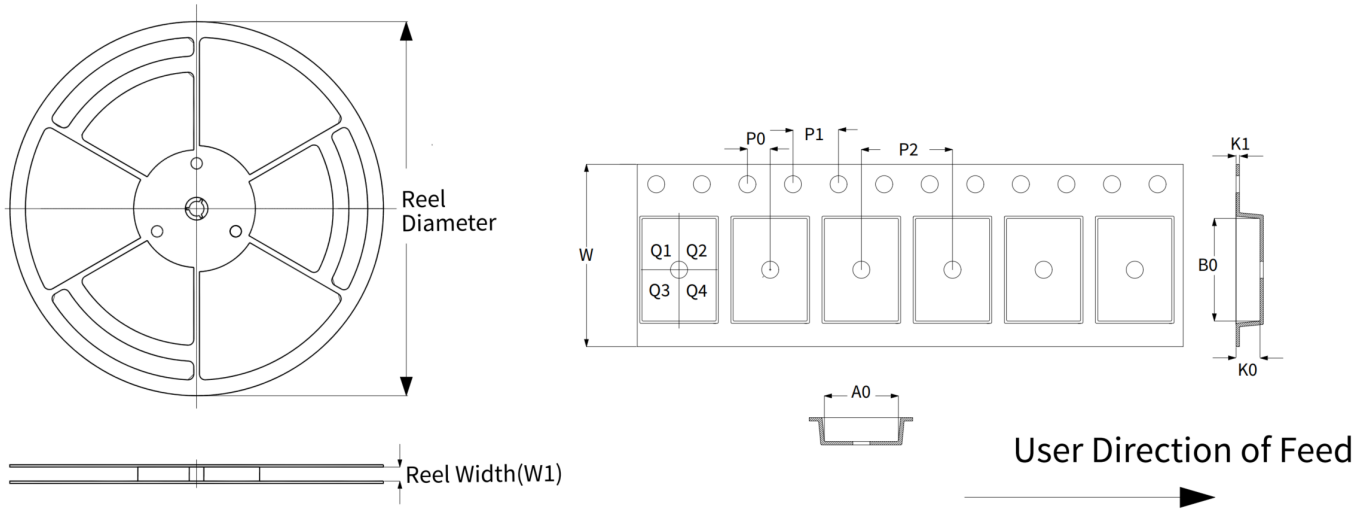 Reel
Diameter
Reel Width(W1)
P0
P1
P2
W
Q1 Q2
Q3 Q4
K1
B0
K0
A0
User Direction of Feed